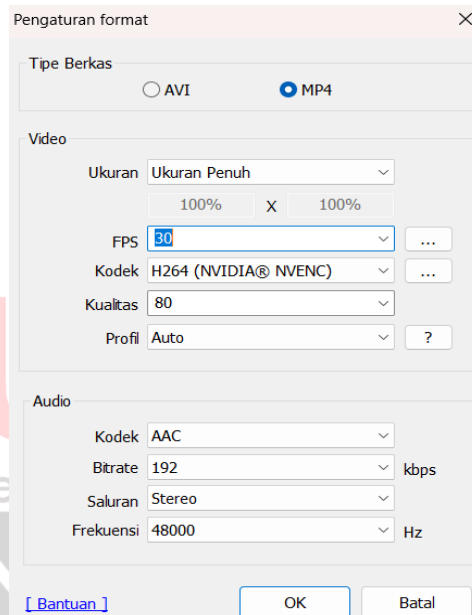 Pengaturan format
Tipe Berkas
AVI MP4
Video
Ukuran Ukuran Penuh
100% X 100%
FPS 30 ...
Kodek H264 (NVIDIA® NVENC) ...
Kualitas 80
Profil Auto ?
Audio
Kodek AAC
Bitrate 192 kbps
Saluran Stereo
Frekuensi 48000 Hz
[ Bantuan ] OK Batal